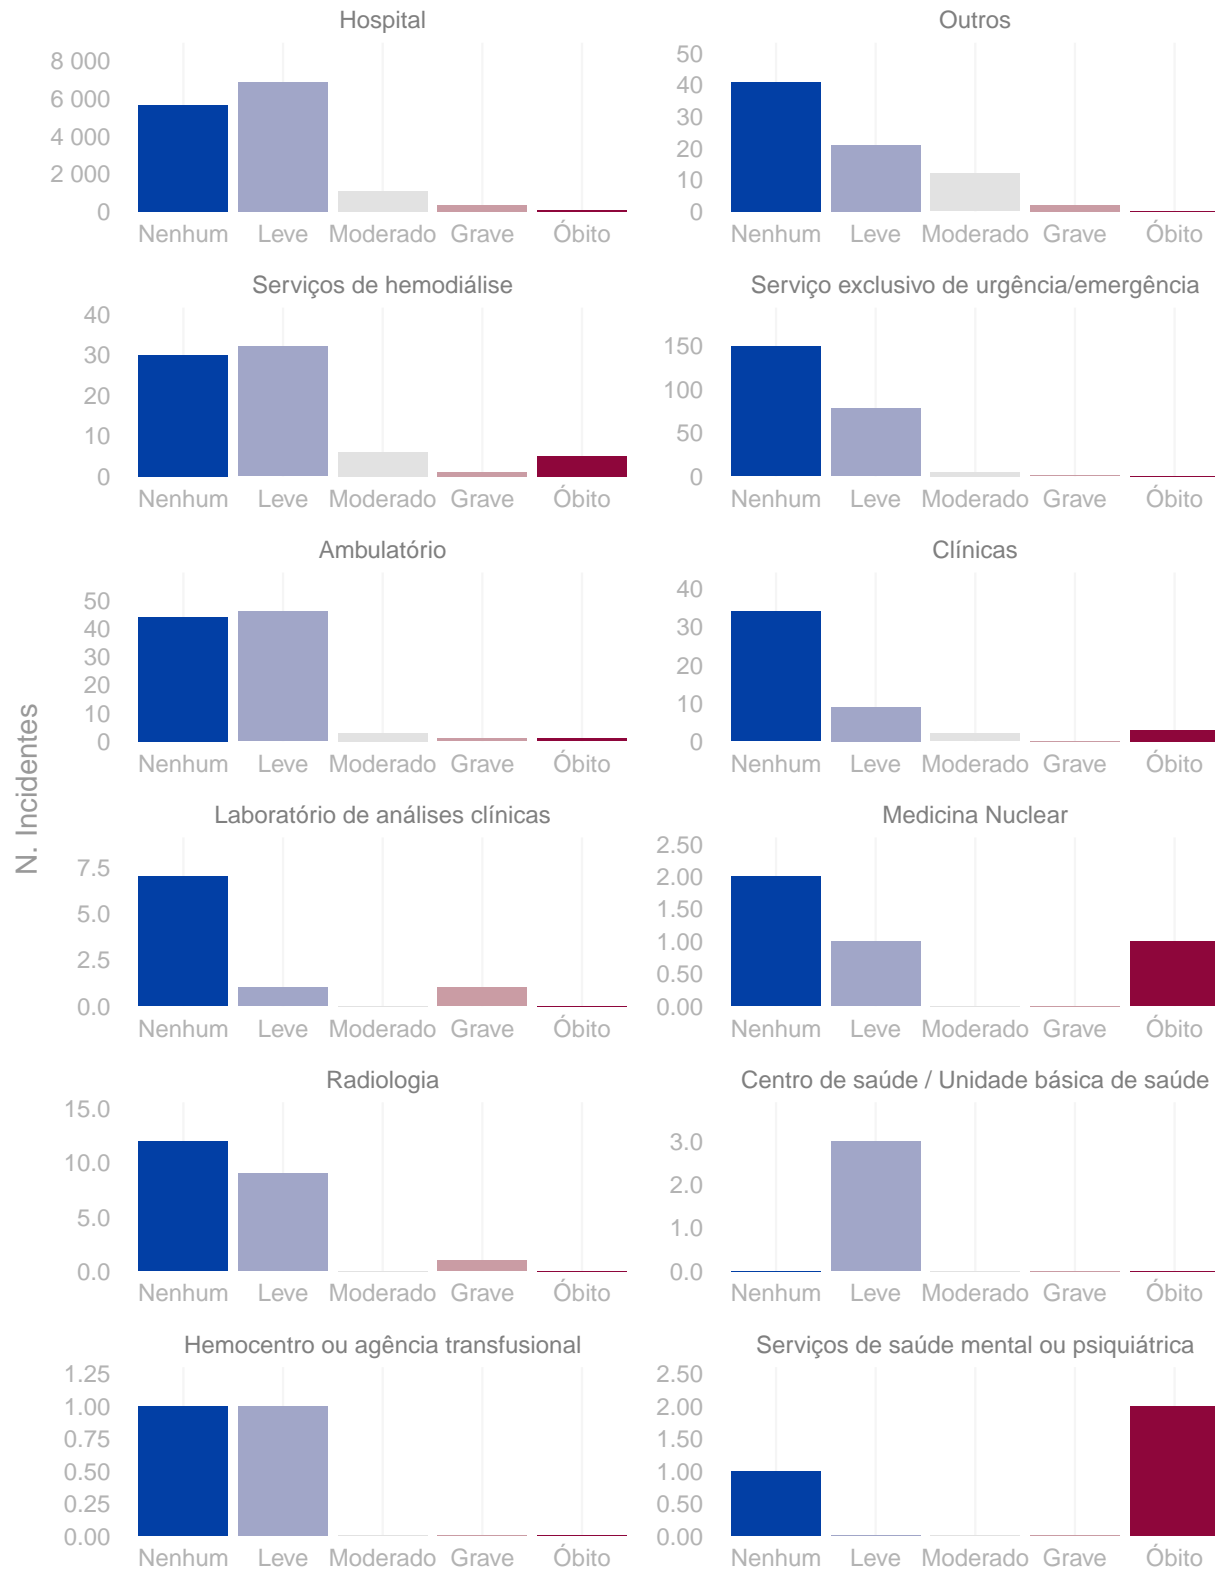 Hospital
8 000
6 000
4 000
2 000
0
Nenhum Leve Moderado Grave Óbito
Outros
50
40
30
20
10
0
Nenhum Leve Moderado Grave Óbito
Serviços de hemodiálise
40
30
20
10
0
Nenhum Leve Moderado Grave Óbito
Serviço exclusivo de urgência/emergência
150
100
50
0
Nenhum Leve Moderado Grave Óbito
N. Incidentes
Ambulatório
50
40
30
20
10
0
Nenhum Leve Moderado Grave Óbito
Clínicas
40
30
20
10
0
Nenhum Leve Moderado Grave Óbito
Laboratório de análises clínicas
7.5
5.0
2.5
0.0
Nenhum Leve Moderado Grave Óbito
Medicina Nuclear
2.50
2.00
1.50
1.00
0.50
0.00
Nenhum Leve Moderado Grave Óbito
Radiologia
15.0
10.0
5.0
0.0
Nenhum Leve Moderado Grave Óbito
Centro de saúde / Unidade básica de saúde
3.0
2.0
1.0
0.0
Nenhum Leve Moderado Grave Óbito
Hemocentro ou agência transfusional
1.25
1.00
0.75
0.50
0.25
0.00
Nenhum Leve Moderado Grave Óbito
Serviços de saúde mental ou psiquiátrica
2.50
2.00
1.50
1.00
0.50
0.00
Nenhum Leve Moderado Grave Óbito